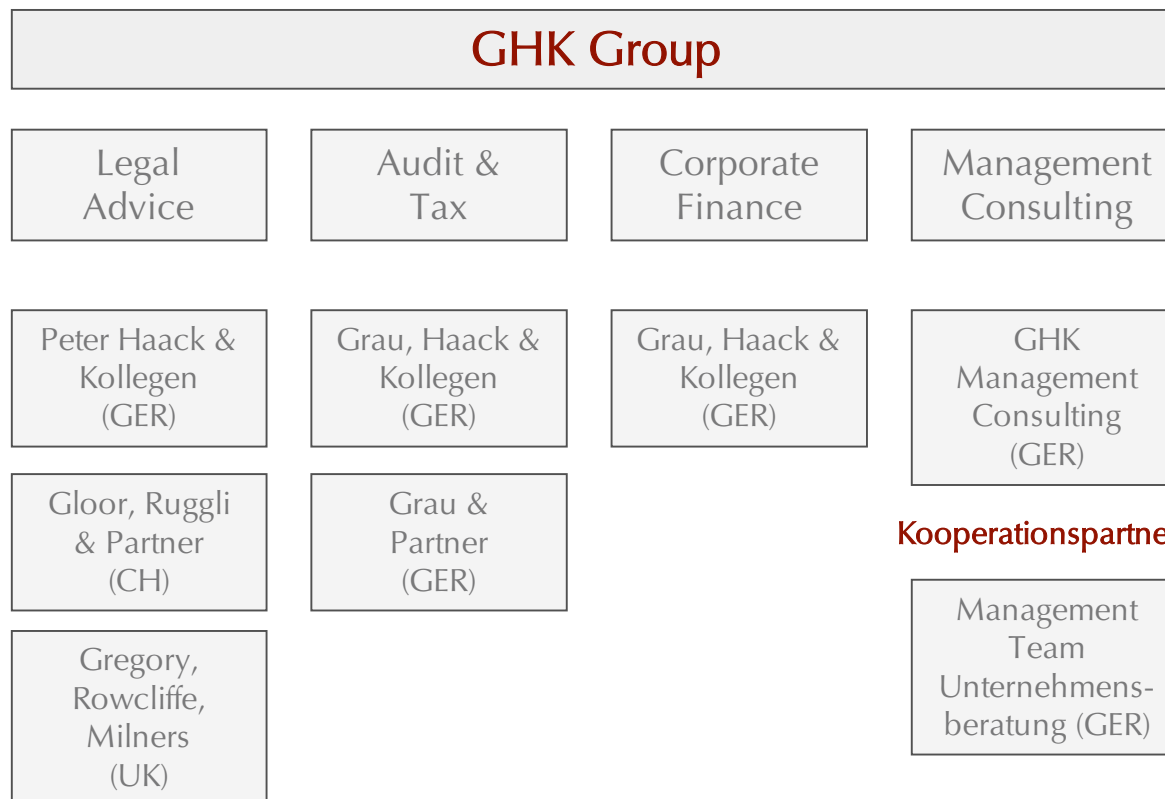 GHK Group
Legal
Advice
Audit &
Tax
Corporate
Finance
Management
Consulting
Peter Haack &
Kollegen
(GER)
Grau, Haack &
Kollegen
(GER)
Grau, Haack &
Kollegen
(GER)
GHK
Management
Consulting
(GER)
Gloor, Ruggli
& Partner
(CH)
Grau &
Partner
(GER)
Kooperationspartne
Management
Team
Unternehmens-
beratung (GER)
Gregory,
Rowcliffe,
Milners
(UK)